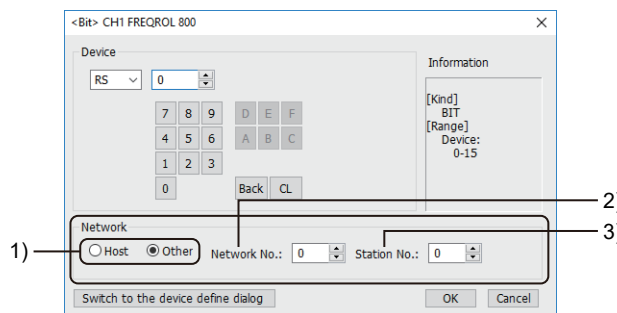 <Bit> CH1 FREQROL 800
Device
RS 0
7 8 9 D E F
4 5 6 A B C
1 2 3
0 Back CL
Information
[Kind]
BIT
[Range]
Device:
0-15
Network
1) Host Other Network No.: 0 Station No.: 0
2)
3)
Switch to the device define dialog OK Cancel